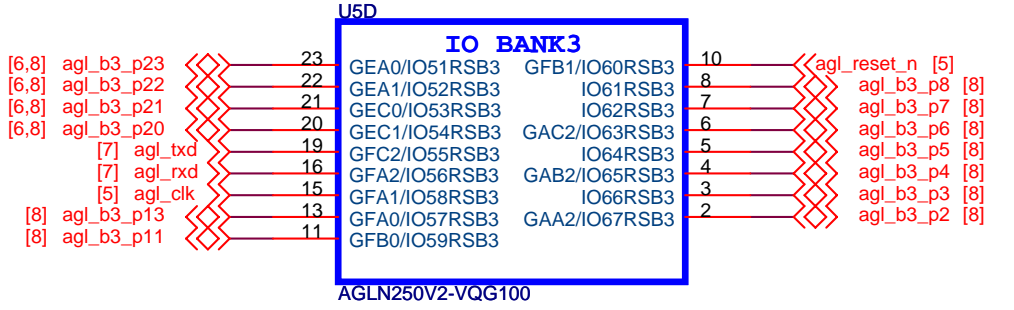 U5D
IO BANK3
[6,8] agl_b3_p23 23 GEA0/IO51RSB3 GFB1/IO60RSB3 10 agl_reset_n [5]
[6,8] agl_b3_p22 22 GEA1/IO52RSB3 IO61RSB3 8 agl_b3_p8 [8]
[6,8] agl_b3_p21 21 GEC0/IO53RSB3 IO62RSB3 7 agl_b3_p7 [8]
[6,8] agl_b3_p20 20 GEC1/IO54RSB3 GAC2/IO63RSB3 6 agl_b3_p6 [8]
[7] agl_txd 19 GFC2/IO55RSB3 IO64RSB3 5 agl_b3_p5 [8]
[7] agl_rxd 16 GFA2/IO56RSB3 GAB2/IO65RSB3 4 agl_b3_p4 [8]
[5] agl_clk 15 GFA1/IO58RSB3 IO66RSB3 3 agl_b3_p3 [8]
[8] agl_b3_p13 13 GFA0/IO57RSB3 GAA2/IO67RSB3 2 agl_b3_p2 [8]
[8] agl_b3_p11 11 GFB0/IO59RSB3
AGLN250V2-VQG100